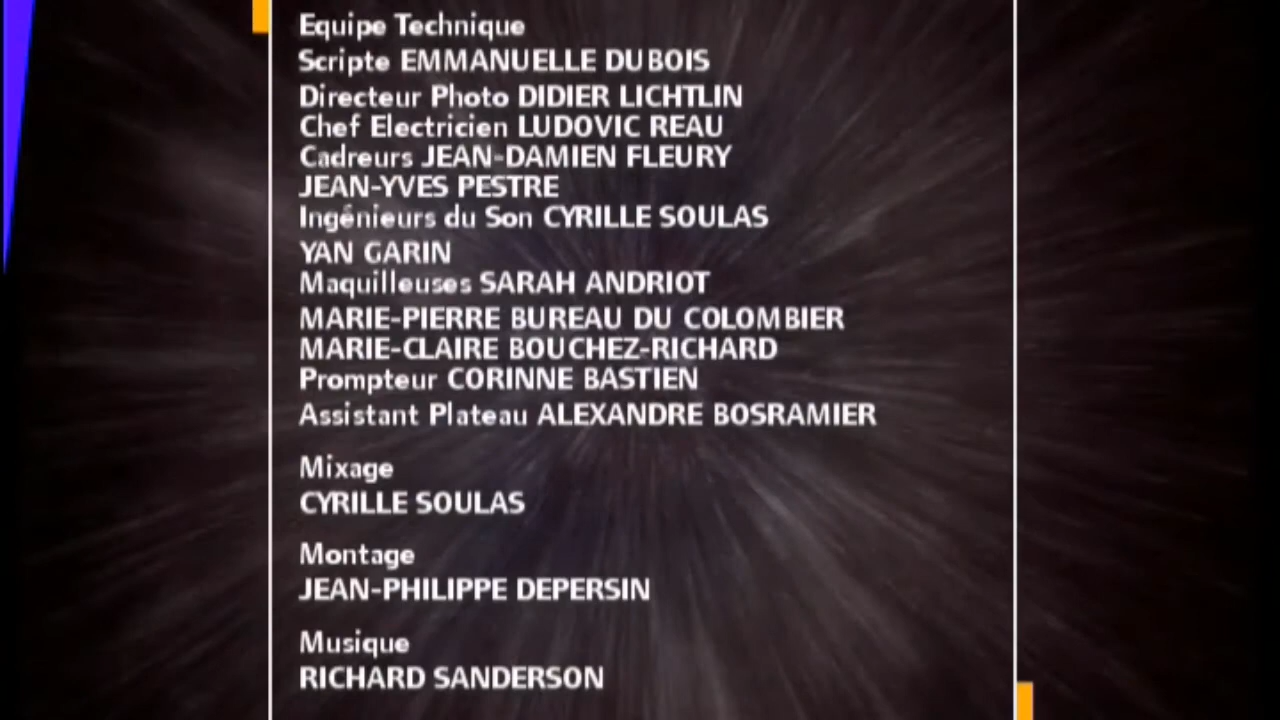 Equipe Technique
Scripte EMMANUELLE DUBOIS
Directeur Photo DIDIER LICHTLIN
Chef Electricien LUDOVIC REAU
Cadreurs JEAN-DAMIEN FLEURY
JEAN-YVES PESTRE
Ingénieurs du Son CYRILLE SOULAS
YAN GARIN
Maquilleuses SARAH ANDRIOT
MARIE-PIERRE BUREAU DU COLOMBIER
MARIE-CLAIRE BOUCHEZ-RICHARD
Prompteur CORINNE BASTIEN
Assistant Plateau ALEXANDRE BOSRAMIER
Mixage
CYRILLE SOULAS
Montage
JEAN-PHILIPPE DEPERSIN
Musique
RICHARD SANDERSON